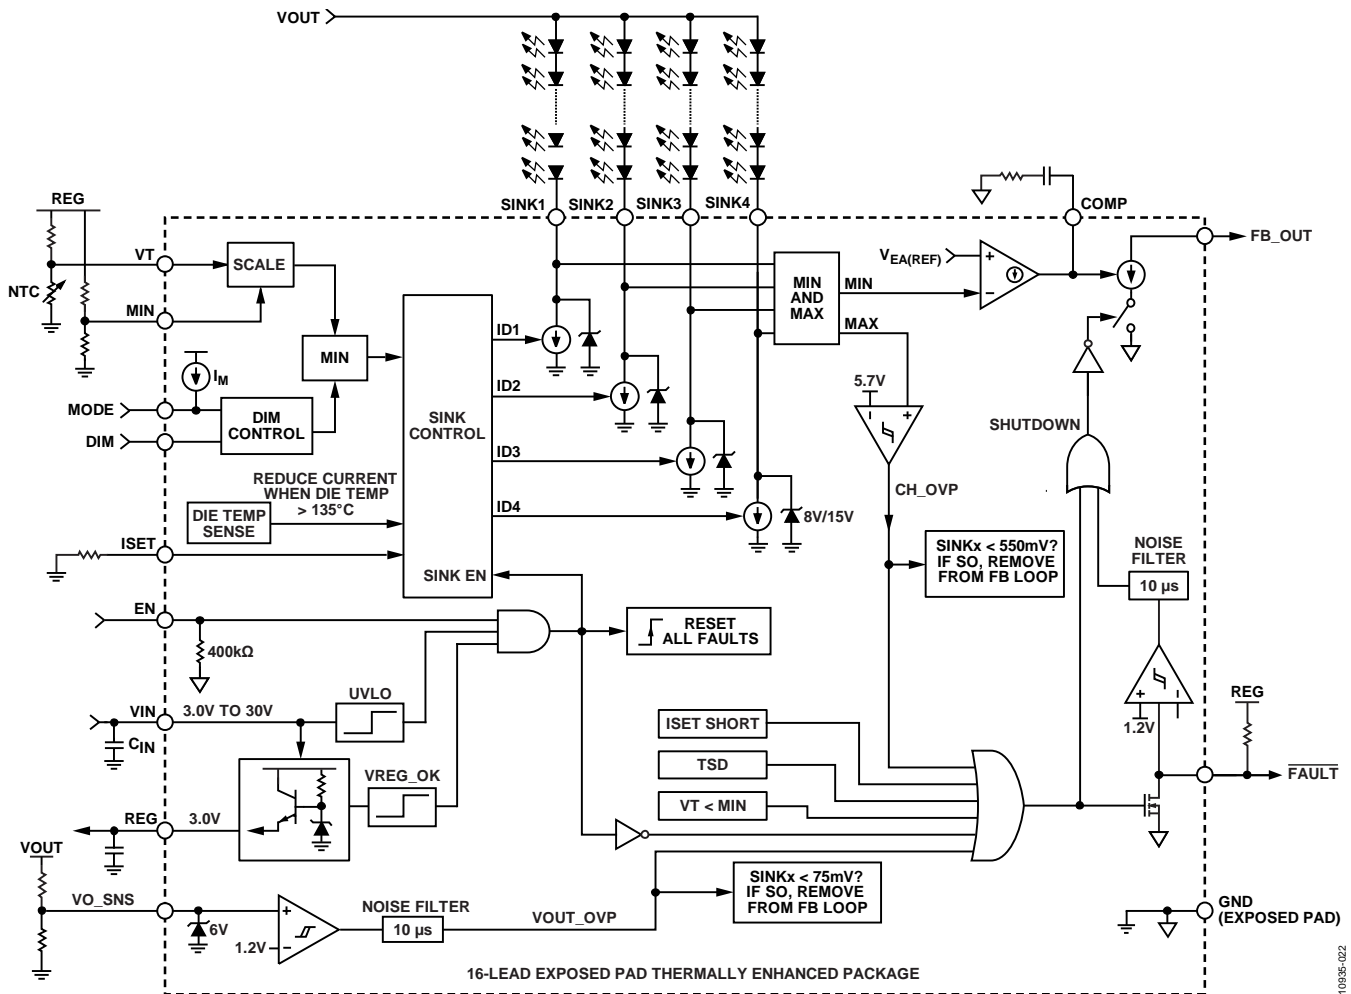 VOUT
SINK1
SINK2
SINK3
SINK4
COMP
FB_OUT
REG
VT
NTC
MIN
SCALE
MIN
IM
MODE
DIM
DIM
CONTROL
REDUCE CURRENT
WHEN DIE TEMP
> 135°C
DIE TEMP
SENSE
ISET
SINK
CONTROL
SINK EN
ID1
ID2
ID3
ID4
8V/15V
MIN
AND
MAX
MIN
MAX
VEA(REF)
+
–
5.7V
–
+
CH_OVP
SHUTDOWN
SINKx < 550mV?
IF SO, REMOVE
FROM FB LOOP
NOISE
FILTER
10 µs
EN
400kΩ
RESET
ALL FAULTS
VIN
3.0V TO 30V
CIN
UVLO
VREG_OK
REG
3.0V
ISET SHORT
TSD
VT < MIN
+
–
1.2V
REG
FAULT
VOUT
VO_SNS
6V
+
–
1.2V
NOISE FILTER
10 µs
VOUT_OVP
SINKx < 75mV?
IF SO, REMOVE
FROM FB LOOP
GND
(EXPOSED PAD)
16-LEAD EXPOSED PAD THERMALLY ENHANCED PACKAGE
10935-022